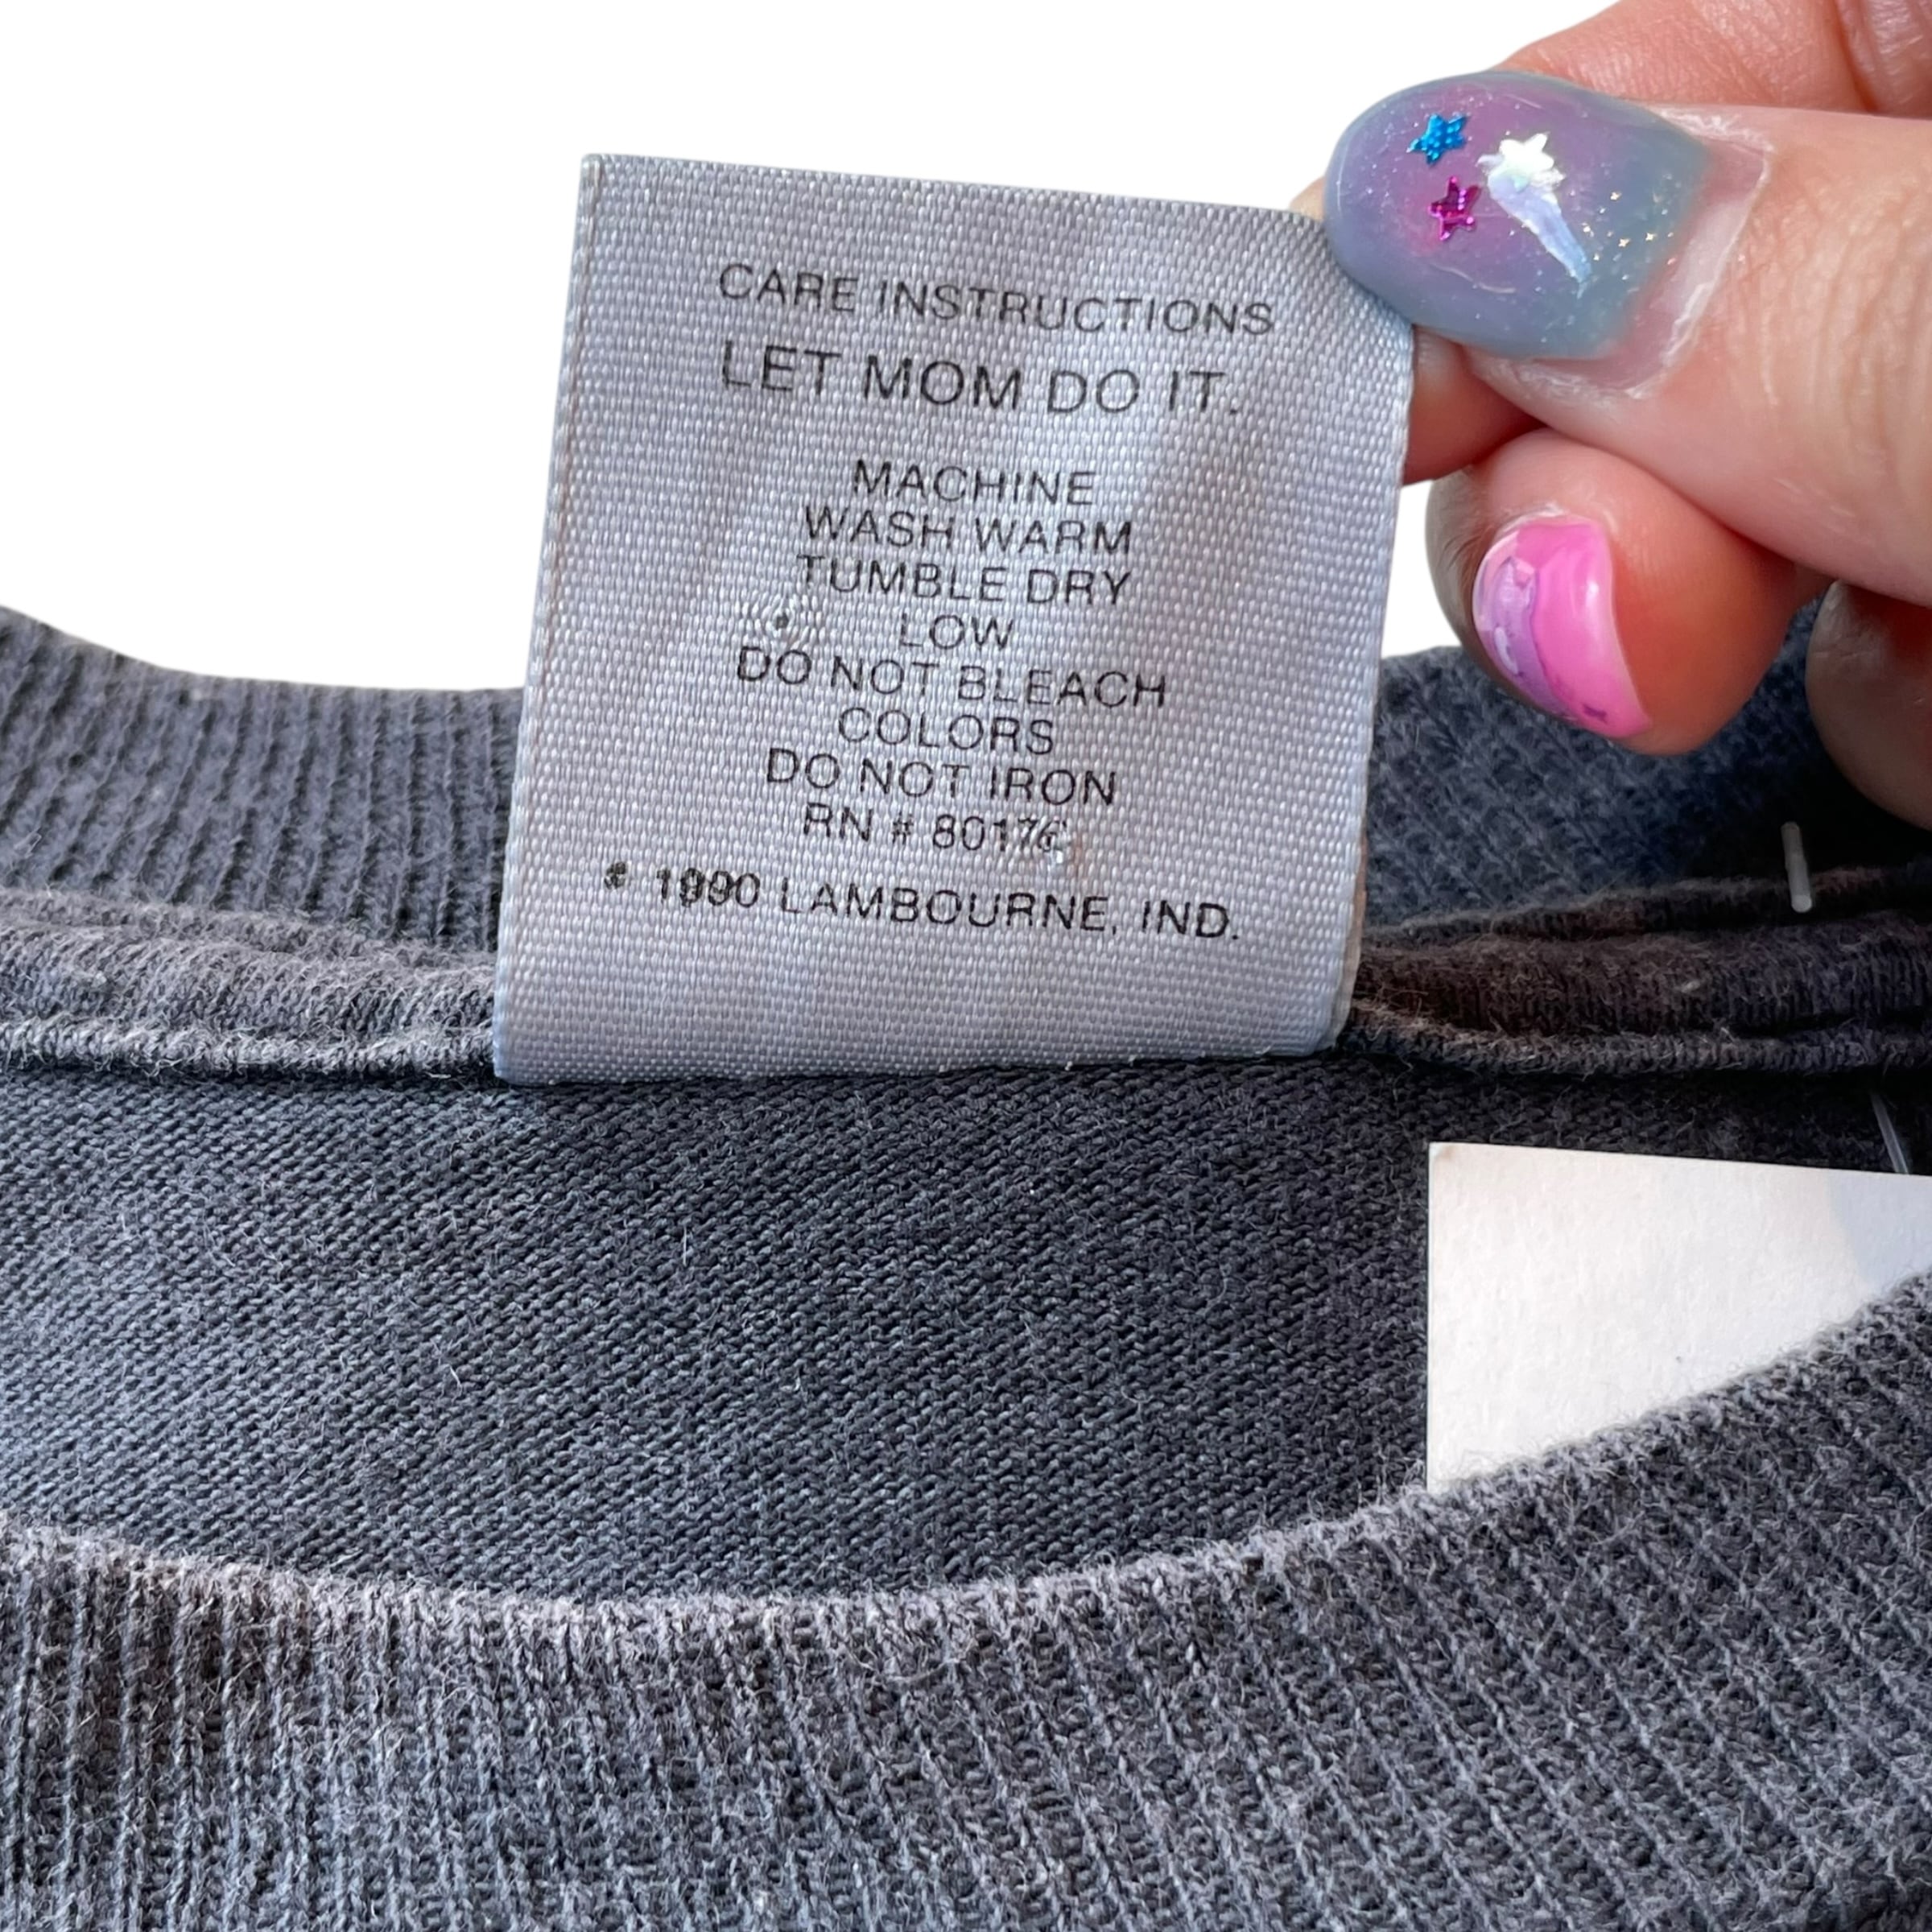 CARE INSTRUCTIONS
LET MOM DO IT.
MACHINE
WASH WARM
TUMBLE DRY
LOW
DO NOT BLEACH
COLORS
DO NOT IRON
RN # 80176
1990 LAMBOURNE, IND.